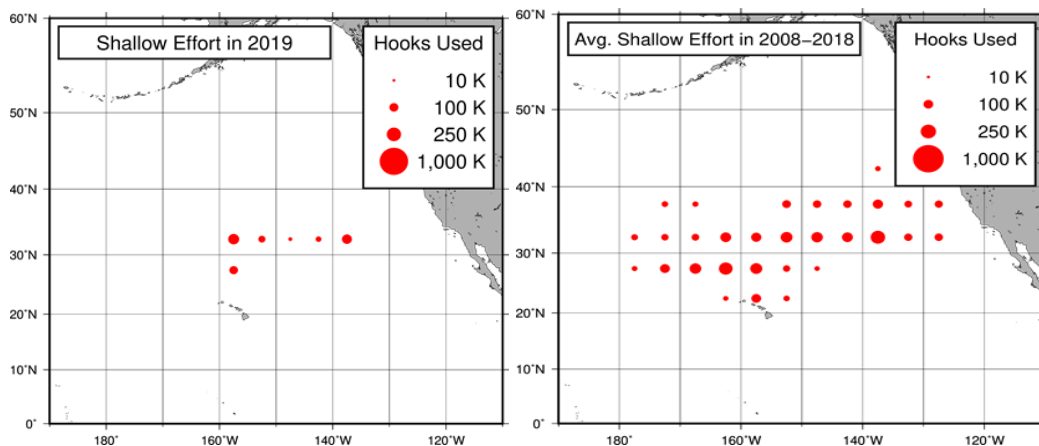 Shallow Effort in 2019
Hooks Used
10 K
100 K
250 K
1,000 K
60˚N
50˚N
40˚N
30˚N
20˚N
10˚N
0˚
180˚
160˚W
140˚W
120˚W
Avg. Shallow Effort in 2008–2018
Hooks Used
10 K
100 K
250 K
1,000 K
60˚N
50˚N
40˚N
30˚N
20˚N
10˚N
0˚
180˚
160˚W
140˚W
120˚W